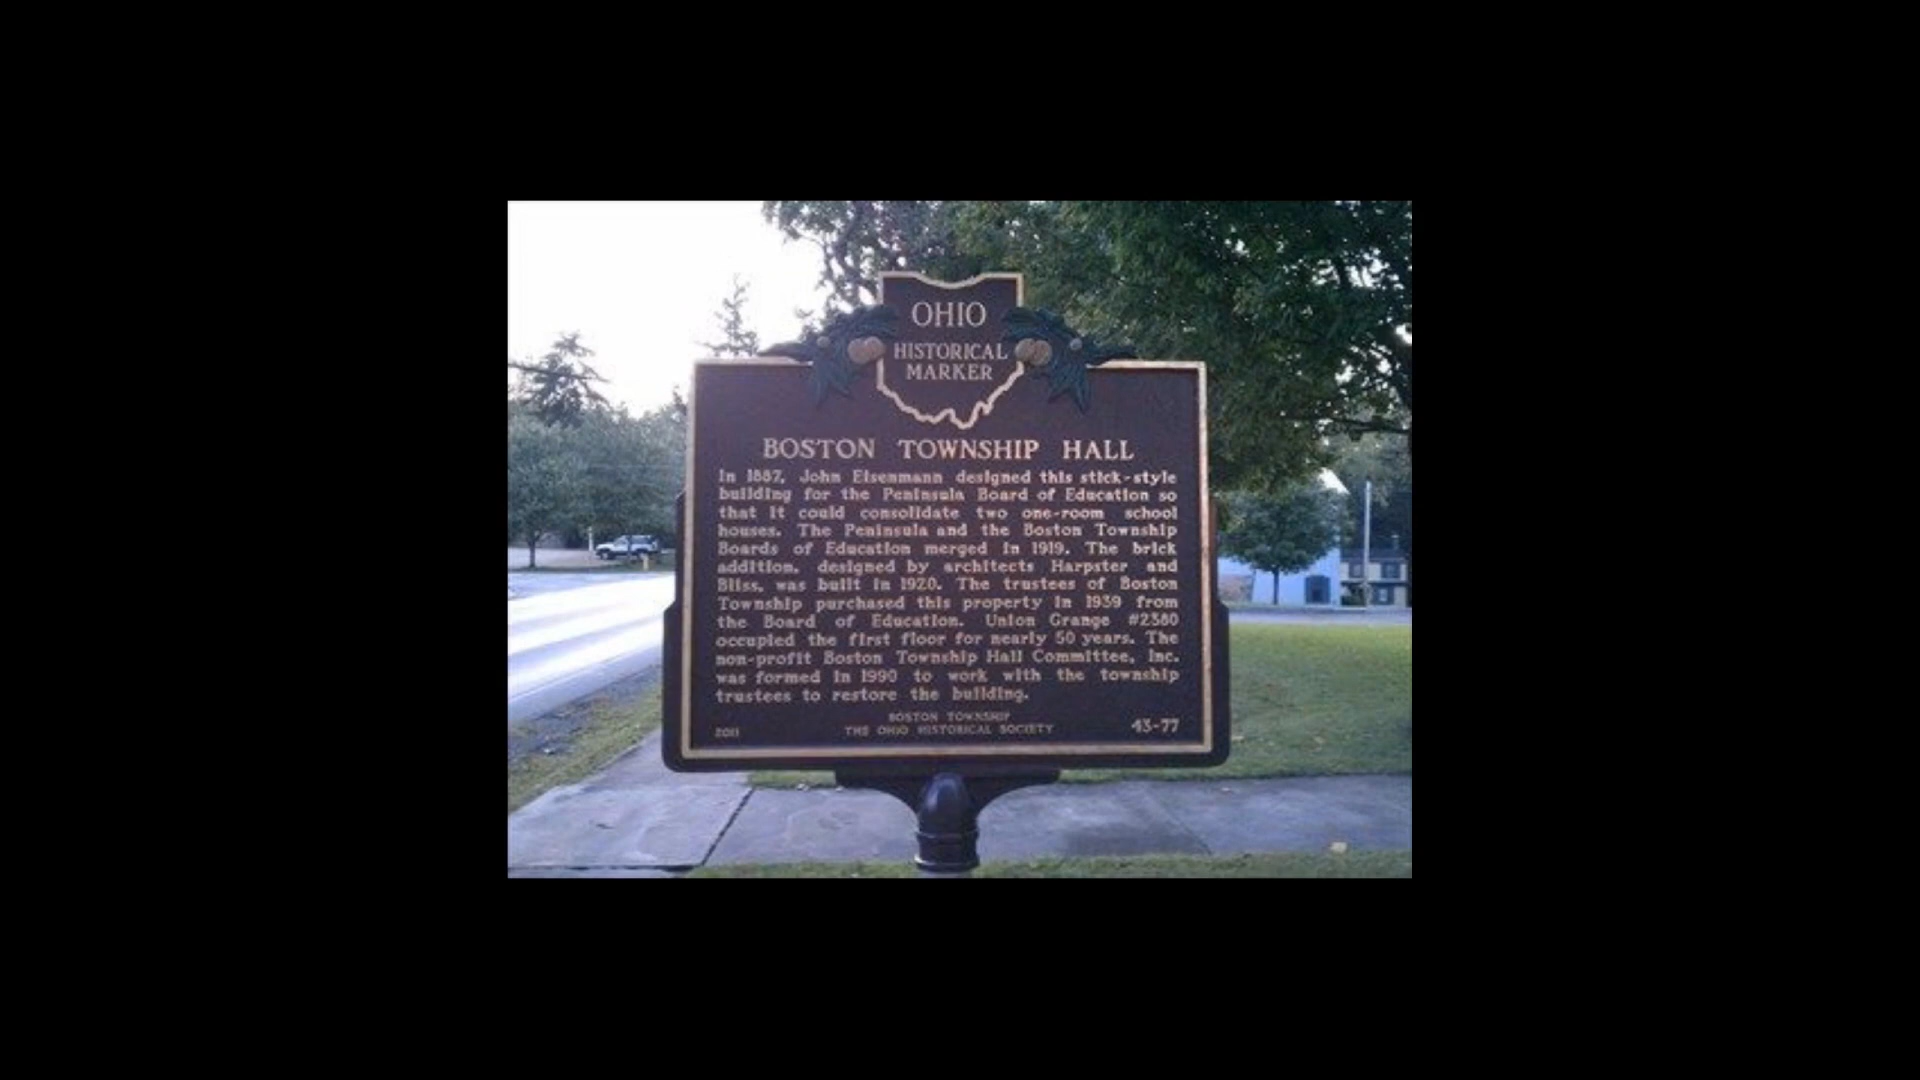 OHIO
HISTORICAL
MARKER
BOSTON TOWNSHIP HALL
In 1887, John Eisenmann designed this stick-style
building for the Peninsula Board of Education so
that it could consolidate two one-room school
houses. The Peninsula and the Boston Township
Boards of Education merged in 1919. The brick
addition, designed by architects Harpster and
Bliss, was built in 1920. The trustees of Boston
Township purchased this property in 1939 from
the Board of Education. Union Grange #2380
occupied the first floor for nearly 50 years. The
non-profit Boston Township Hall Committee, Inc.
was formed in 1990 to work with the township
trustees to restore the building.
BOSTON TOWNSHIP
THE OHIO HISTORICAL SOCIETY
2011
43-77